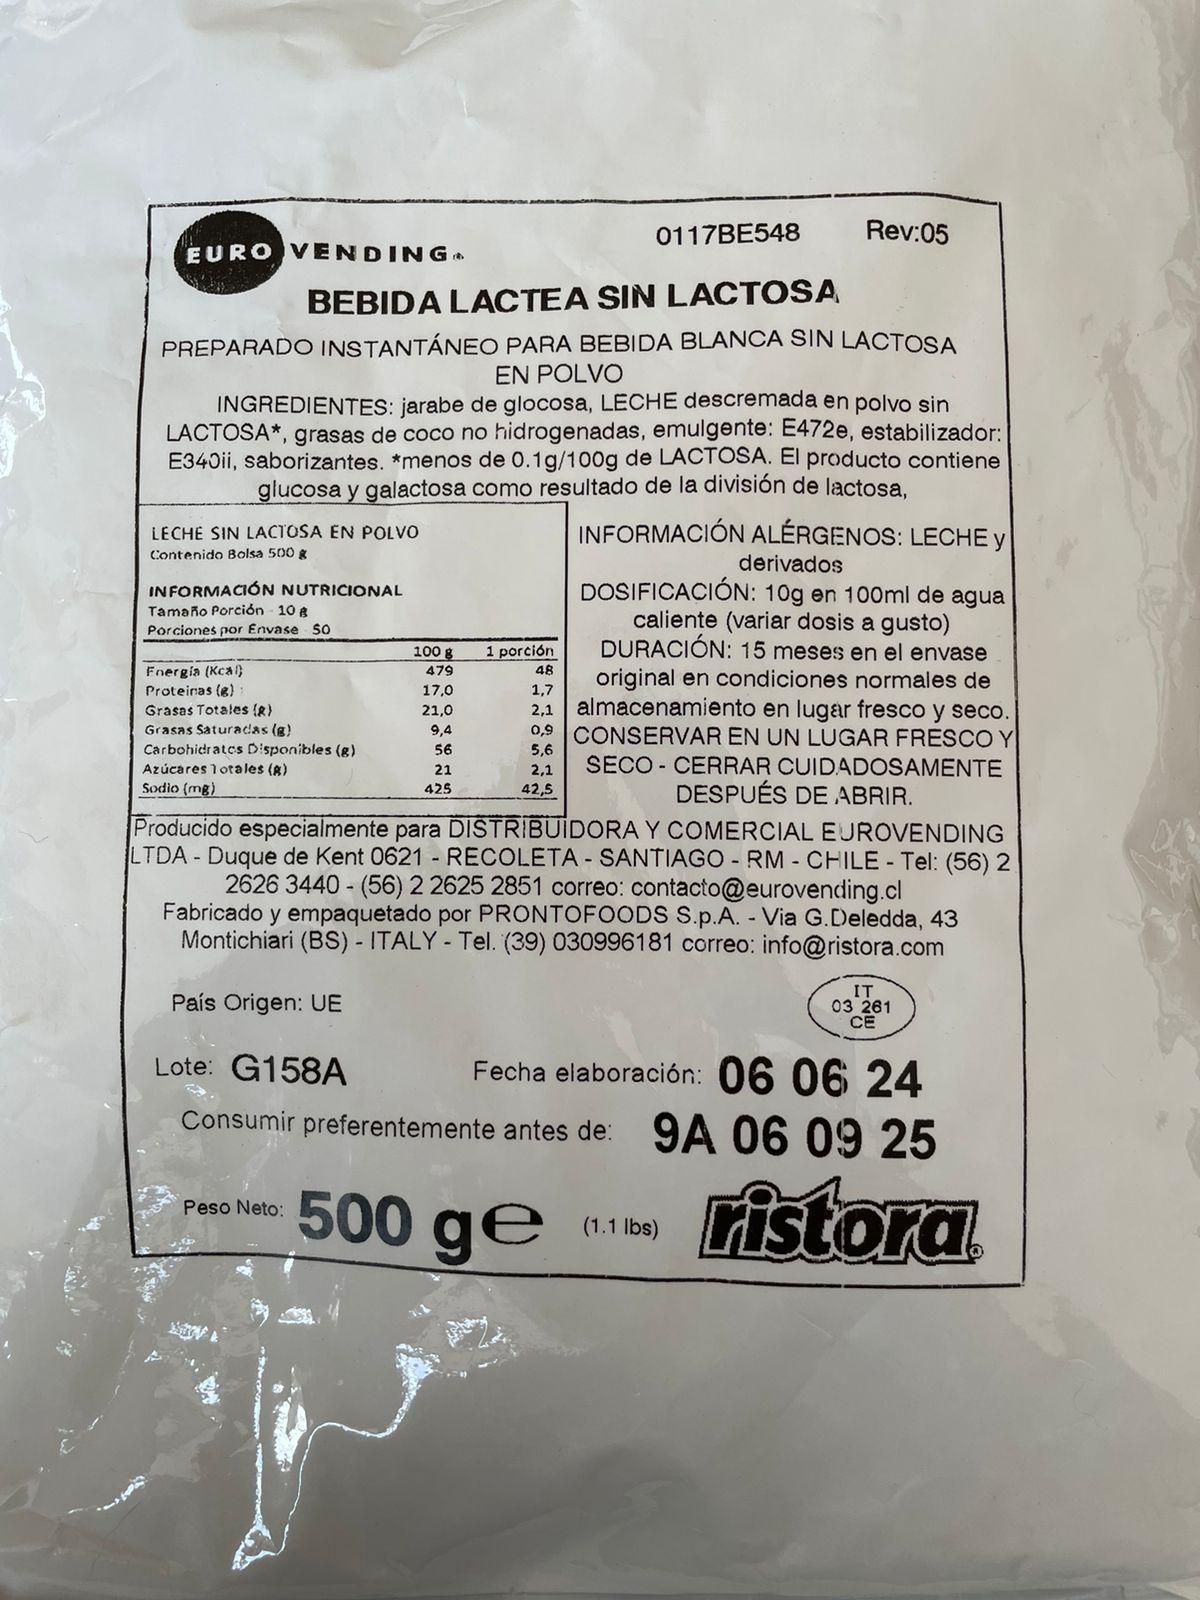 EURO VENDING®
0117BE548 Rev:05
BEBIDA LACTEA SIN LACTOSA
PREPARADO INSTANTÁNEO PARA BEBIDA BLANCA SIN LACTOSA
EN POLVO
INGREDIENTES: jarabe de glocosa, LECHE descremada en polvo sin
LACTOSA*, grasas de coco no hidrogenadas, emulgente: E472e, estabilizador:
E340ii, saborizantes. *menos de 0.1g/100g de LACTOSA. El producto contiene
glucosa y galactosa como resultado de la división de lactosa,
LECHE SIN LACTOSA EN POLVO
Contenido Bolsa 500 g
INFORMACIÓN NUTRICIONAL
Tamaño Porción - 10 g
Porciones por Envase 50
100 g 1 porción
Energía (Kcal) 479 48
Proteinas (g) : 17,0 1,7
Grasas Totales (g) 21,0 2,1
Grasas Saturadas (g) 9,4 0,9
Carbohidratos Disponibles (g) 56 5,6
Azúcares Totales (g) 21 2,1
Sodio (mg) 425 42,5
INFORMACIÓN ALÉRGENOS: LECHE y
derivados
DOSIFICACIÓN: 10g en 100ml de agua
caliente (variar dosis a gusto)
DURACIÓN: 15 meses en el envase
original en condiciones normales de
almacenamiento en lugar fresco y seco.
CONSERVAR EN UN LUGAR FRESCO Y
SECO - CERRAR CUIDADOSAMENTE
DESPUÉS DE ABRIR.
Producido especialmente para DISTRIBUIDORA Y COMERCIAL EUROVENDING
LTDA - Duque de Kent 0621 - RECOLETA - SANTIAGO - RM - CHILE - Tel: (56) 2
2626 3440 - (56) 2 2625 2851 correo: contacto@eurovending.cl
Fabricado y empaquetado por PRONTOFOODS S.p.A. - Via G.Deledda, 43
Montichiari (BS) - ITALY - Tel. (39) 030996181 correo: info@ristora.com
País Origen: UE
IT
03 261
CE
Lote: G158A
Fecha elaboración: 06 06 24
Consumir preferentemente antes de: 9A 06 09 25
Peso Neto: 500 g e (1.1 lbs)
ristora®